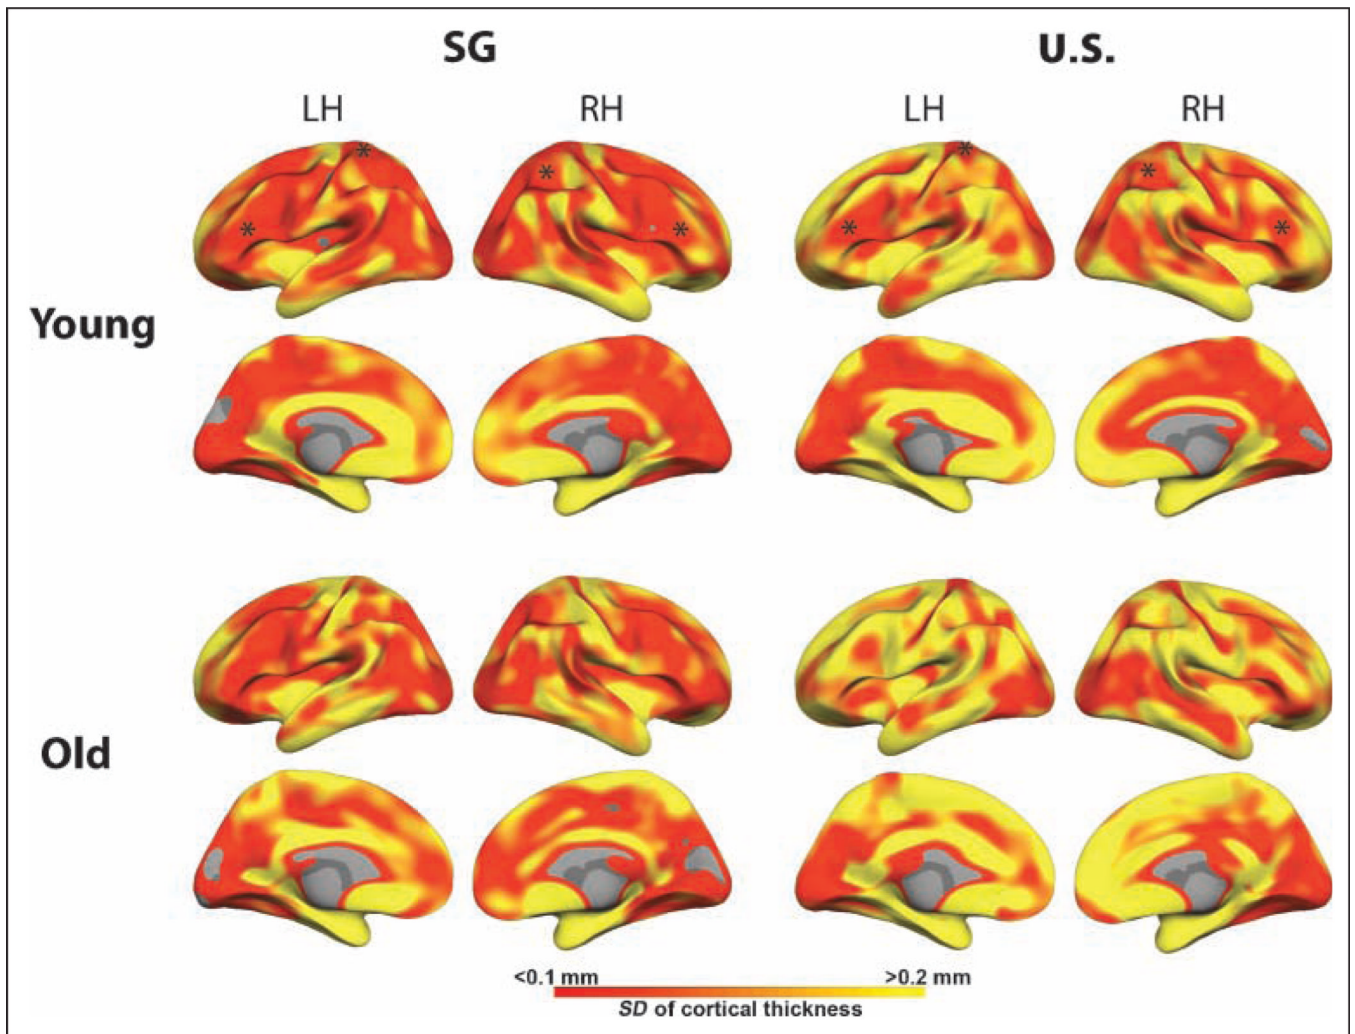 SG U.S.
LH RH LH RH
* * * *
* * * *
Young
Old
<0.1 mm >0.2 mm
SD of cortical thickness